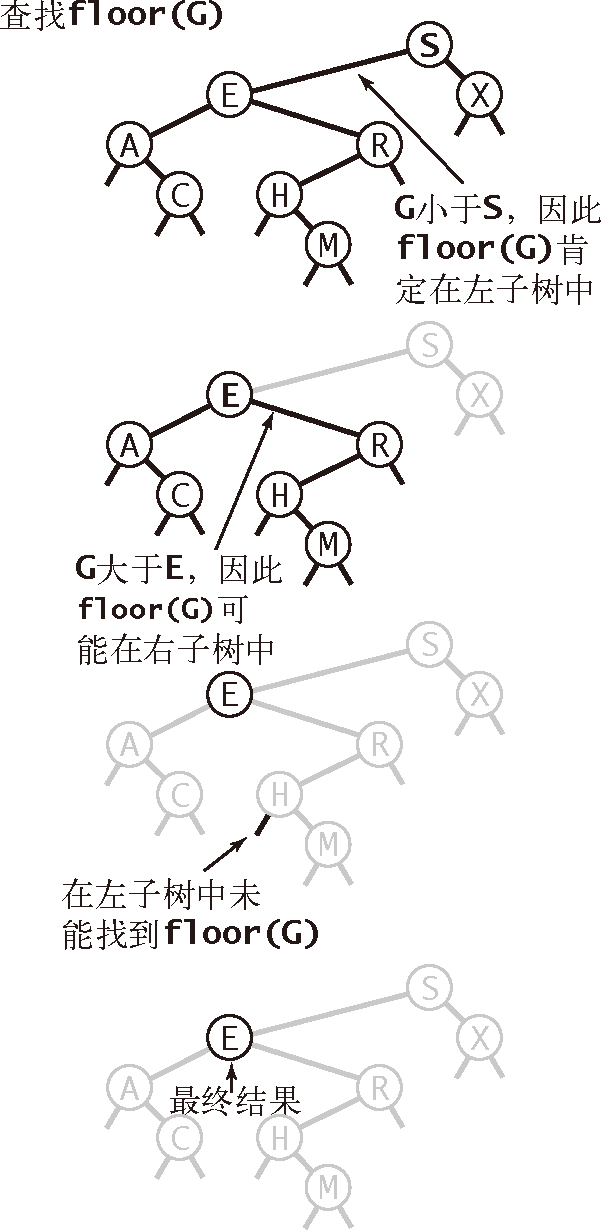 查找floor(G)
S
E
X
A
R
C
H
M
G小于S，因此
floor(G)肯
定在左子树中
S
E
X
A
R
C
H
M
G大于E，因此
floor(G)可
能在右子树中
S
E
X
A
R
C
H
M
在左子树中未
能找到floor(G)
S
E
X
A
R
最终结果
C
H
M